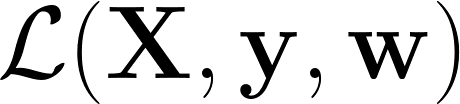 ℒ(𝐗, 𝐲, 𝐰)